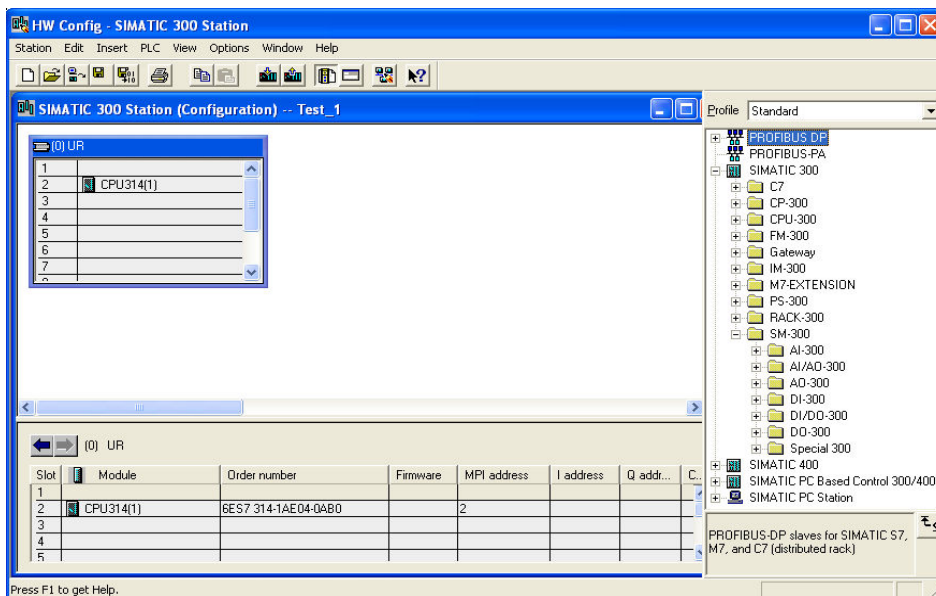 HW Config - SIMATIC 300 Station
Station Edit Insert PLC View Options Window Help
SIMATIC 300 Station (Configuration) -- Test_1
(0) UR
1
2 CPU314(1)
3
4
5
6
7
(0) UR
Slot Module Order number Firmware MPI address I address Q addr... C...
1
2 CPU314(1) 6ES7 314-1AE04-0AB0 2
3
4
5
Profile Standard
PROFIBUS DP
PROFIBUS-PA
SIMATIC 300
C7
CP-300
CPU-300
FM-300
Gateway
IM-300
M7-EXTENSION
PS-300
RACK-300
SM-300
AI-300
AI/AO-300
AO-300
DI-300
DI/DO-300
DO-300
Special 300
SIMATIC 400
SIMATIC PC Based Control 300/400
SIMATIC PC Station
PROFIBUS-DP slaves for SIMATIC S7,
M7, and C7 (distributed rack)
Press F1 to get Help.